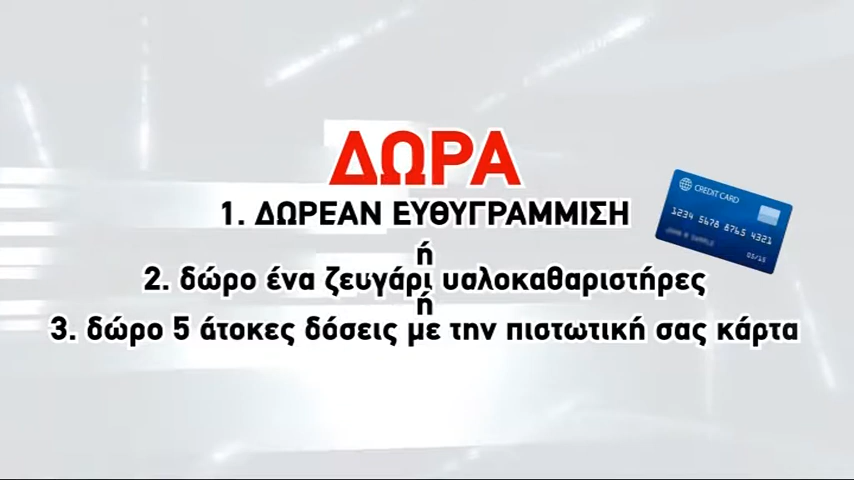 ΔΩΡΑ
1. ΔΩΡΕΑΝ ΕΥΘΥΓΡΑΜΜΙΣΗ
ή
2. δώρο ένα ζευγάρι υαλοκαθαριστήρες
ή
3. δώρο 5 άτοκες δόσεις με την πιστωτική σας κάρτα
CREDIT CARD
1234 5678 8765 4321
05/15